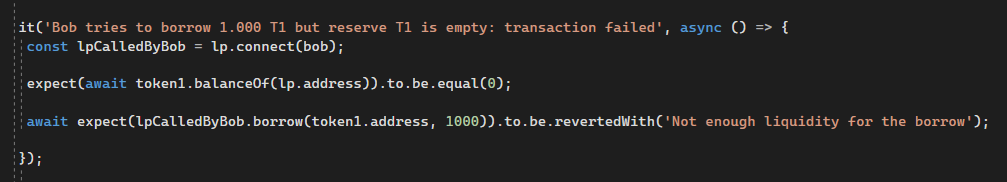 it('Bob tries to borrow 1.000 T1 but reserve T1 is empty: transaction failed', async () => {
const lpCalledByBob = lp.connect(bob);
expect(await token1.balanceOf(lp.address)).to.be.equal(0);
await expect(lpCalledByBob.borrow(token1.address, 1000)).to.be.revertedWith('Not enough liquidity for the borrow');
});